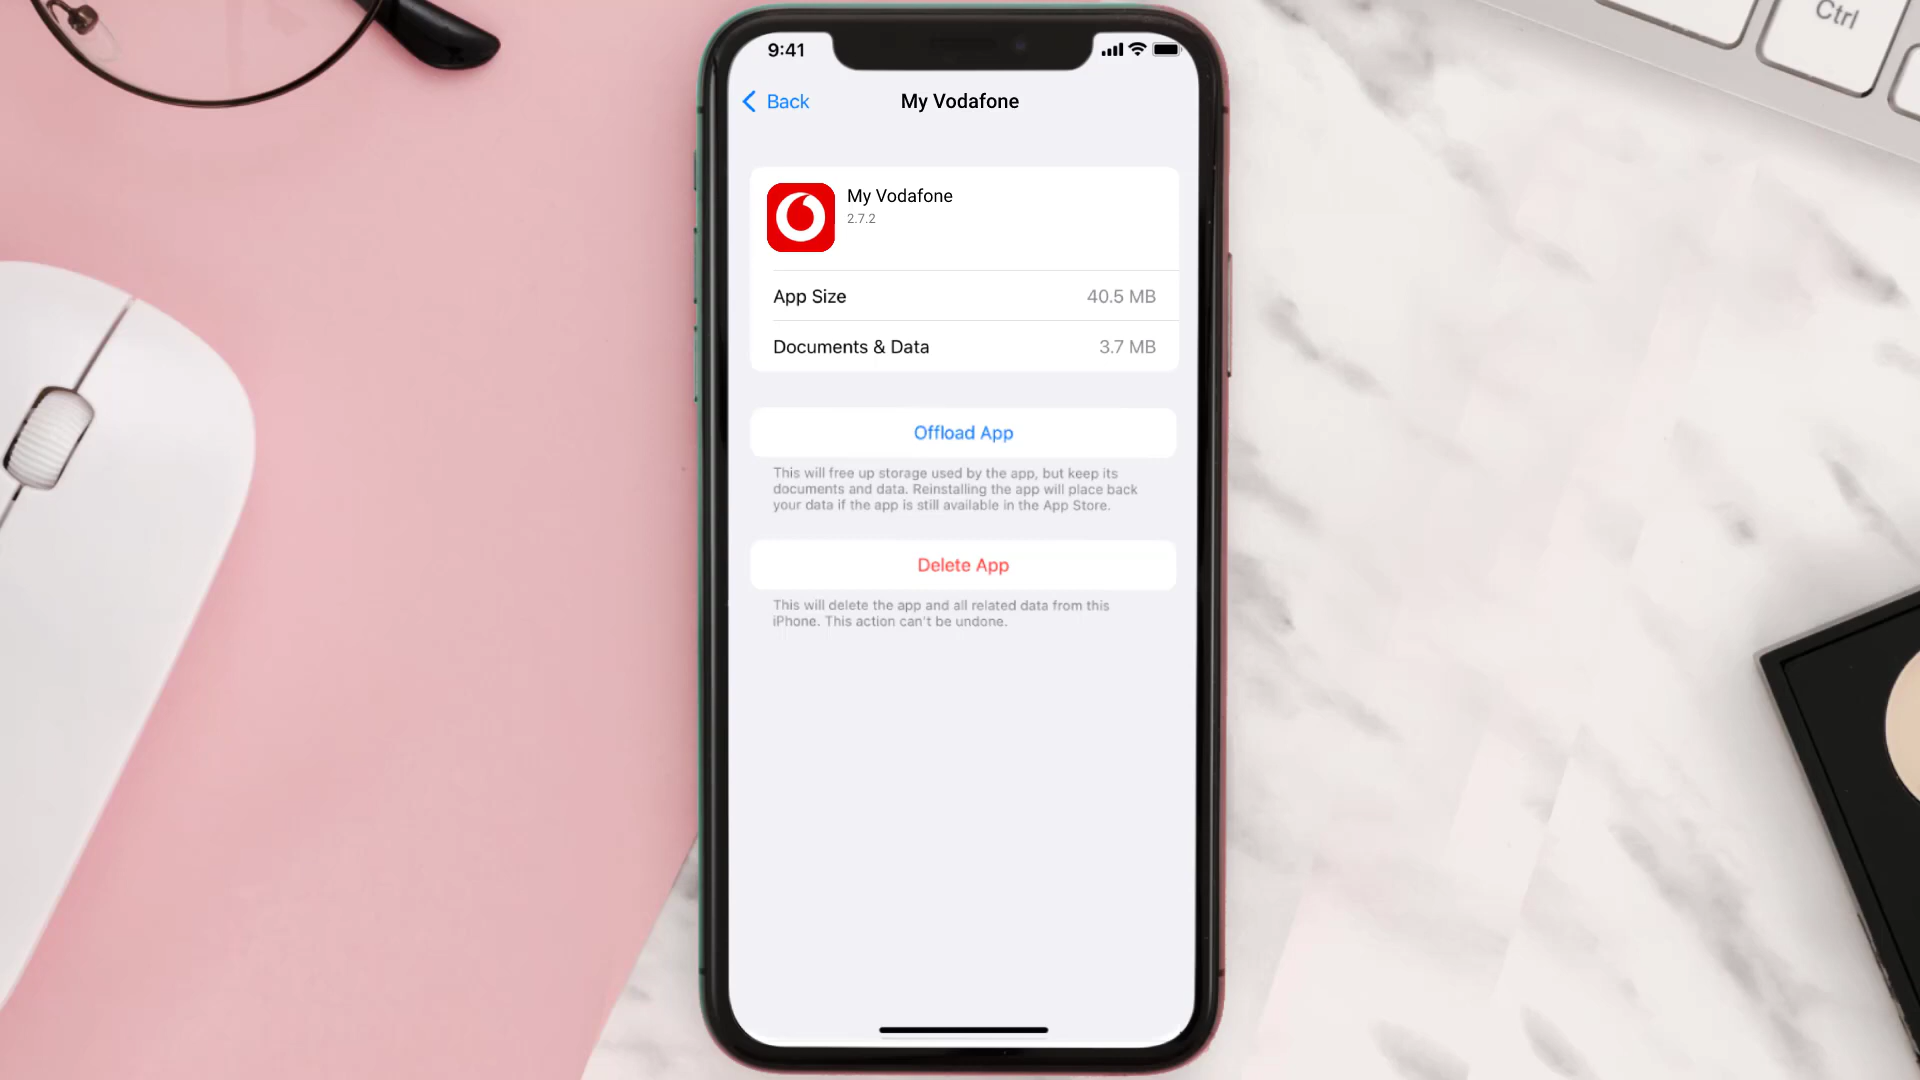 Ctrl
9:41
Back
My Vodafone
My Vodafone
2.7.2
App Size
40.5 MB
Documents & Data
3.7 MB
Offload App
This will free up storage used by the app, but keep its
documents and data. Reinstalling the app will place back
your data if the app is still available in the App Store.
Delete App
This will delete the app and all related data from this
iPhone. This action can't be undone.